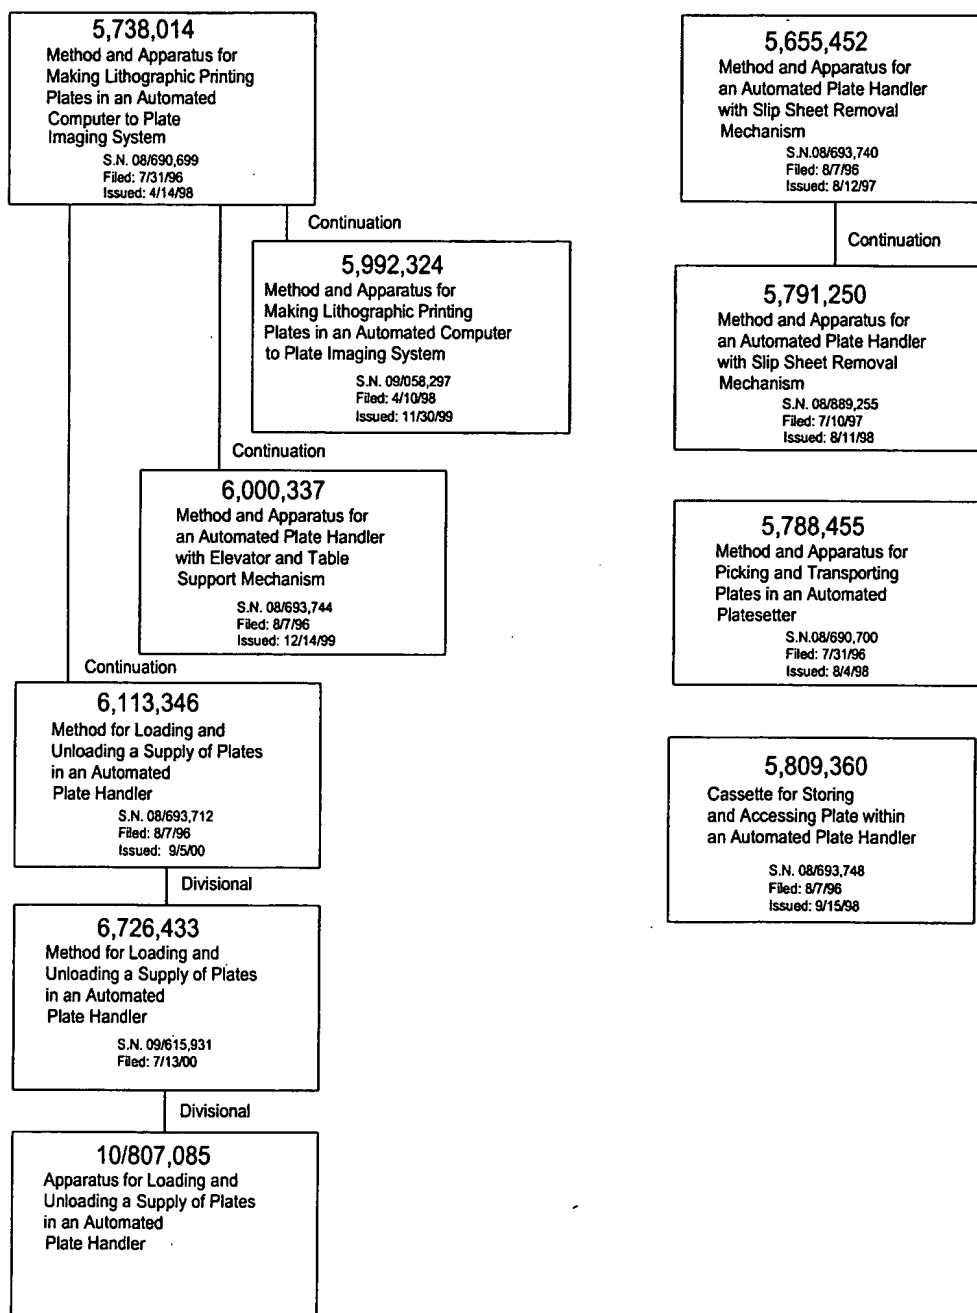 5,738,014
Method and Apparatus for
Making Lithographic Printing
Plates in an Automated
Computer to Plate
Imaging System
S.N. 08/690,699
Filed: 7/31/96
Issued: 4/14/98
Continuation
5,992,324
Method and Apparatus for
Making Lithographic Printing
Plates in an Automated Computer
to Plate Imaging System
S.N. 09/058,297
Filed: 4/10/98
Issued: 11/30/99
Continuation
6,000,337
Method and Apparatus for
an Automated Plate Handler
with Elevator and Table
Support Mechanism
S.N. 08/693,744
Filed: 8/7/96
Issued: 12/14/99
Continuation
6,113,346
Method for Loading and
Unloading a Supply of Plates
in an Automated
Plate Handler
S.N. 08/693,712
Filed: 8/7/96
Issued: 9/5/00
Divisional
6,726,433
Method for Loading and
Unloading a Supply of Plates
in an Automated
Plate Handler
S.N. 09/615,931
Filed: 7/13/00
Divisional
10/807,085
Apparatus for Loading and
Unloading a Supply of Plates
in an Automated
Plate Handler
5,655,452
Method and Apparatus for
an Automated Plate Handler
with Slip Sheet Removal
Mechanism
S.N.08/693,740
Filed: 8/7/96
Issued: 8/12/97
Continuation
5,791,250
Method and Apparatus for
an Automated Plate Handler
with Slip Sheet Removal
Mechanism
S.N. 08/889,255
Filed: 7/10/97
Issued: 8/11/98
5,788,455
Method and Apparatus for
Picking and Transporting
Plates in an Automated
Platesetter
S.N.08/690,700
Filed: 7/31/96
Issued: 8/4/98
5,809,360
Cassette for Storing
and Accessing Plate within
an Automated Plate Handler
S.N. 08/693,748
Filed: 8/7/96
Issued: 9/15/98